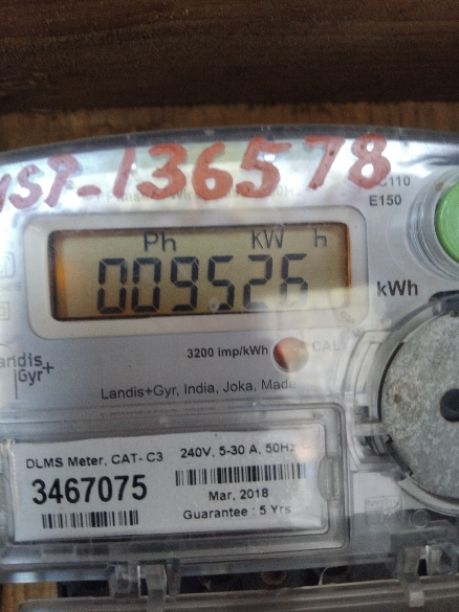 136578
C110
E150
Ph kW h
009526
kWh
3200 imp/kWh
CAL
Landis+Gyr, India, Joka, Made
Landis
Gyr+
DLMS Meter, CAT- C3
3467075
240V, 5-30 A, 50Hz
Mar, 2018
Guarantee : 5 Yrs